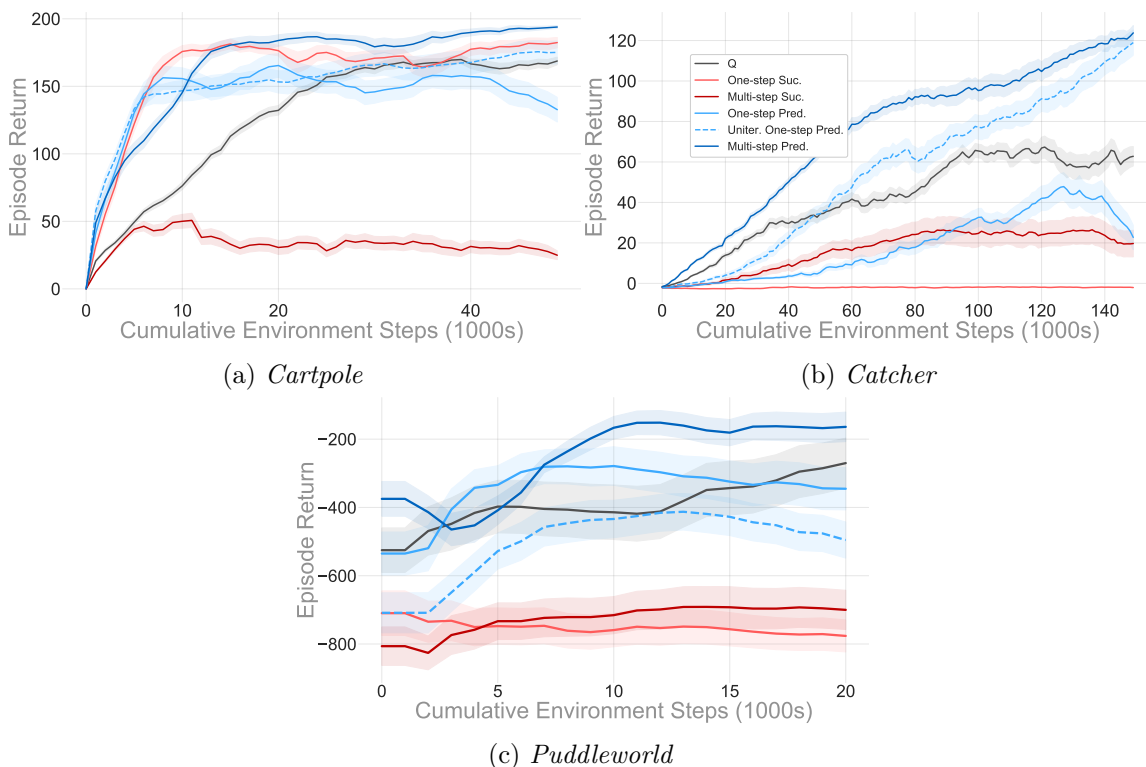 200
150
100
50
0
Episode Return
0
10
20
40
Cumulative Environment Steps (1000s)
(a) Cartpole
120
100
80
60
40
20
0
Episode Return
Q
One-step Suc.
Multi-step Suc.
One-step Pred.
Uniter. One-step Pred.
Multi-step Pred.
0
20
40
60
80
100
120
140
Cumulative Environment Steps (1000s)
(b) Catcher
−200
−400
−600
−800
Episode Return
0
5
10
15
20
Cumulative Environment Steps (1000s)
(c) Puddleworld